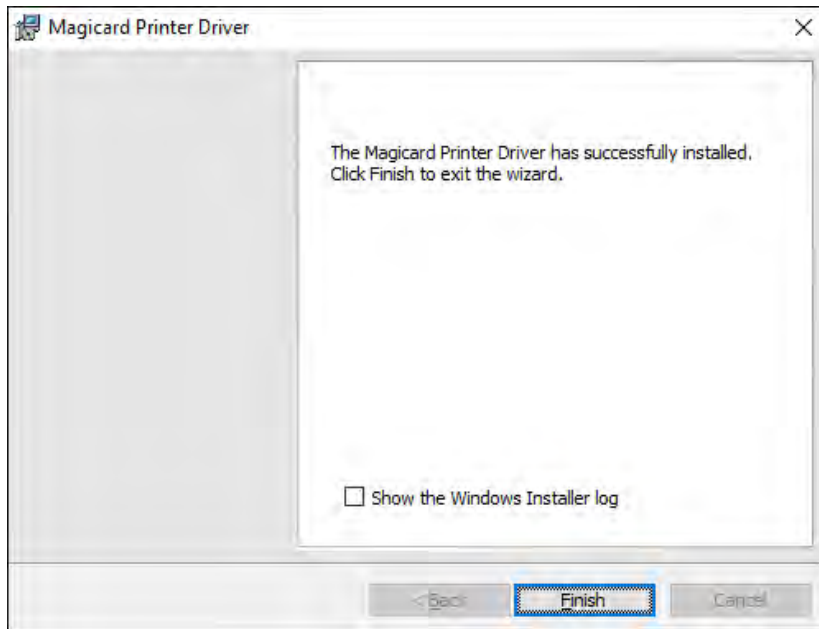 Magicard Printer Driver
The Magicard Printer Driver has successfully installed.
Click Finish to exit the wizard.
Show the Windows Installer log
< Back Finish Cancel